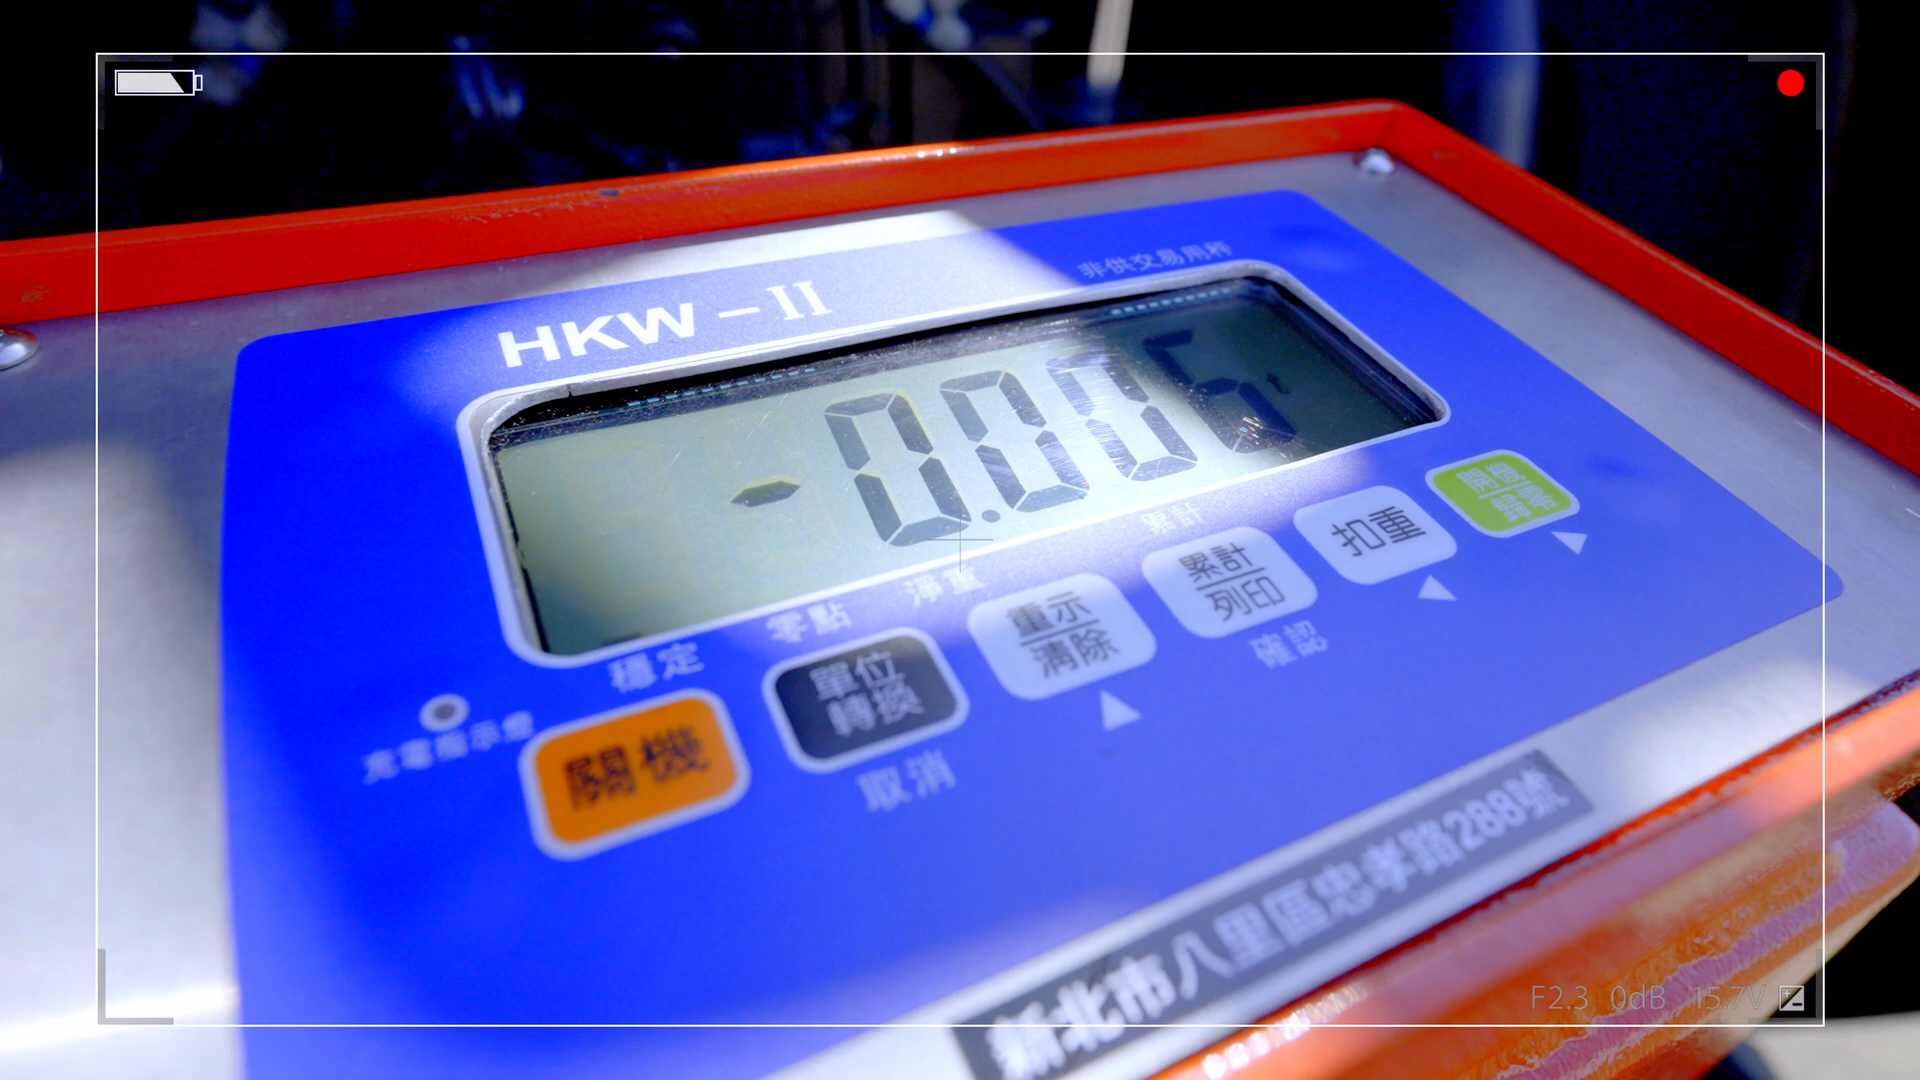 非供交易用秤
HKW-II
-0.005
累計
淨重
零點
穩定
充電指示燈
關機
單位
轉換
重示
清除
累計
列印
扣重
開機
歸零
取消
確認
新北市八里區忠孝路288號
F2.3 0dB 15.7V